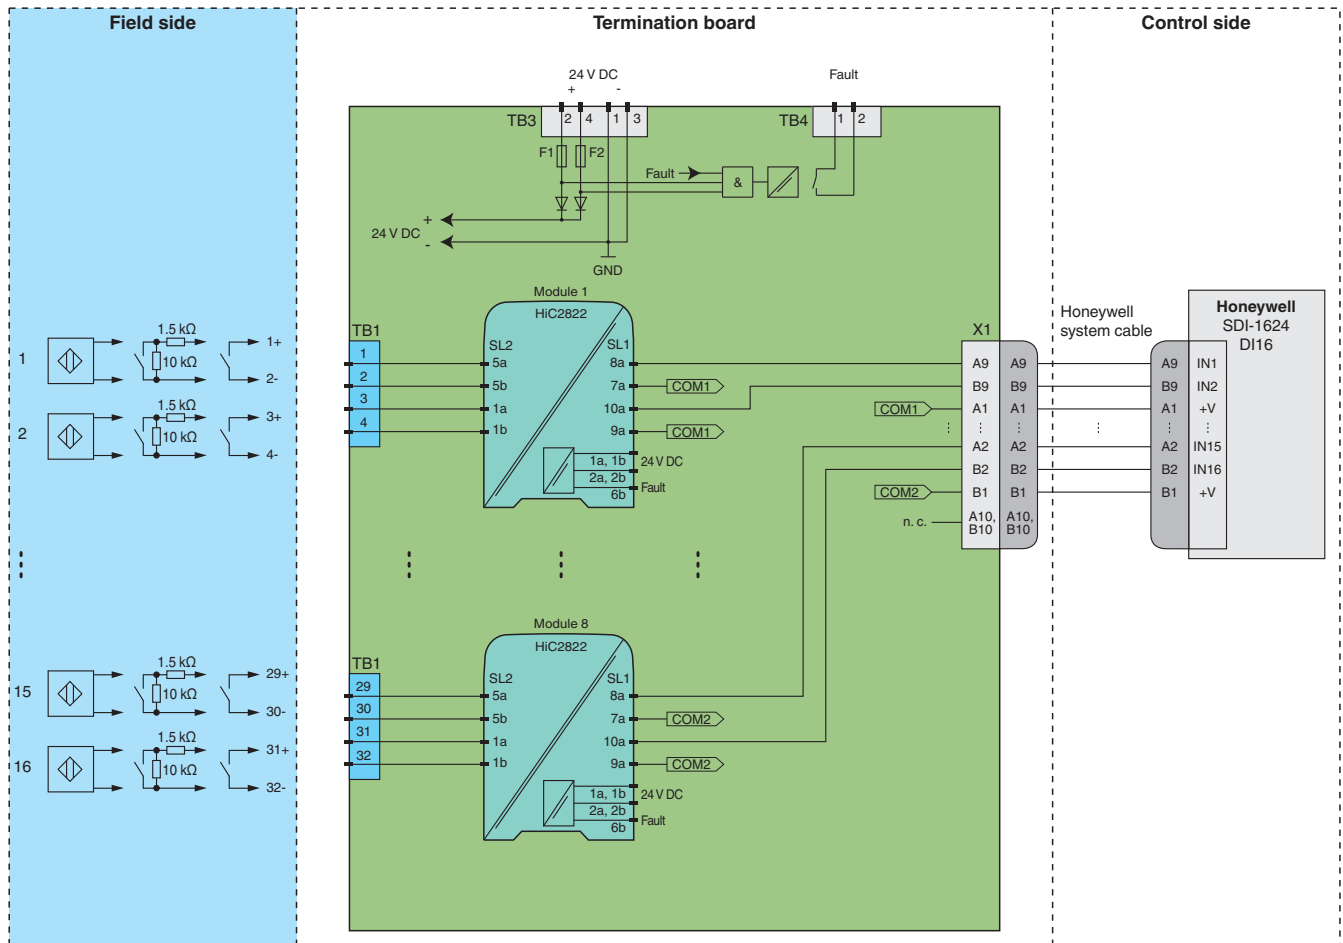 Field side
Termination board
Control side
24 V DC
+ -
Fault
TB3
2 4 1 3
TB4
1 2
F1
F2
Fault
&
+
24 V DC
-
GND
Module 1
HiC2822
TB1
1
2
3
4
SL2
5a
5b
1a
1b
SL1
8a
7a
10a
9a
COM1
COM1
1a, 1b
2a, 2b
6b
24 V DC
Fault
1
1.5 kΩ
10 kΩ
1+
2-
2
1.5 kΩ
10 kΩ
3+
4-
X1
A9
B9
A1
⋮
A2
B2
B1
A10,
B10
A9
B9
A1
⋮
A2
B2
B1
A10,
B10
COM1
COM2
n. c.
Honeywell
system cable
Honeywell
SDI-1624
DI16
A9 IN1
B9 IN2
A1 +V
⋮ ⋮
A2 IN15
B2 IN16
B1 +V
Module 8
HiC2822
TB1
29
30
31
32
SL2
5a
5b
1a
1b
SL1
8a
7a
10a
9a
COM2
COM2
1a, 1b
2a, 2b
6b
24 V DC
Fault
15
1.5 kΩ
10 kΩ
29+
30-
16
1.5 kΩ
10 kΩ
31+
32-